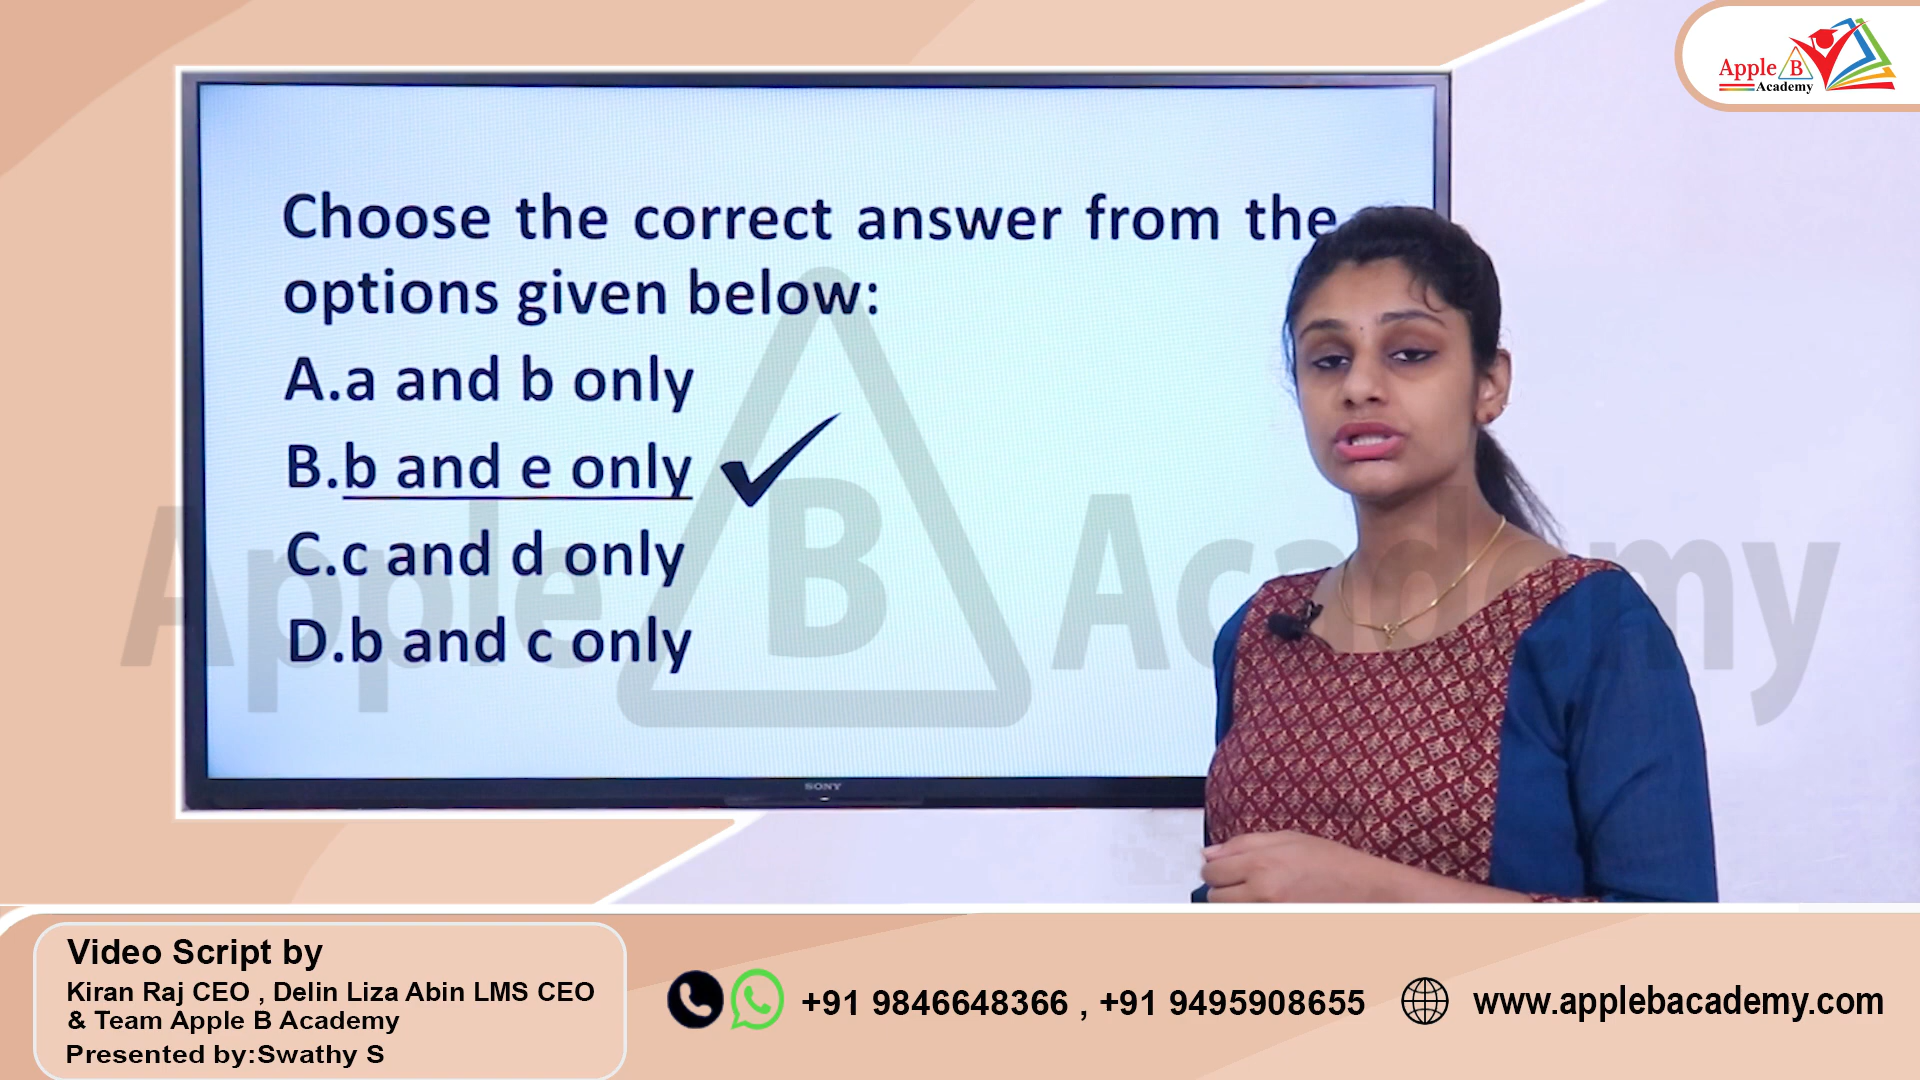 Apple B
Academy
Choose the correct answer from the
options given below:
A.a and b only
B.b and e only
C.c and d only
D.b and c only
Apple B Academy
SONY
Video Script by
Kiran Raj CEO , Delin Liza Abin LMS CEO
& Team Apple B Academy
Presented by:Swathy S
+91 9846648366 , +91 9495908655
www.applebacademy.com